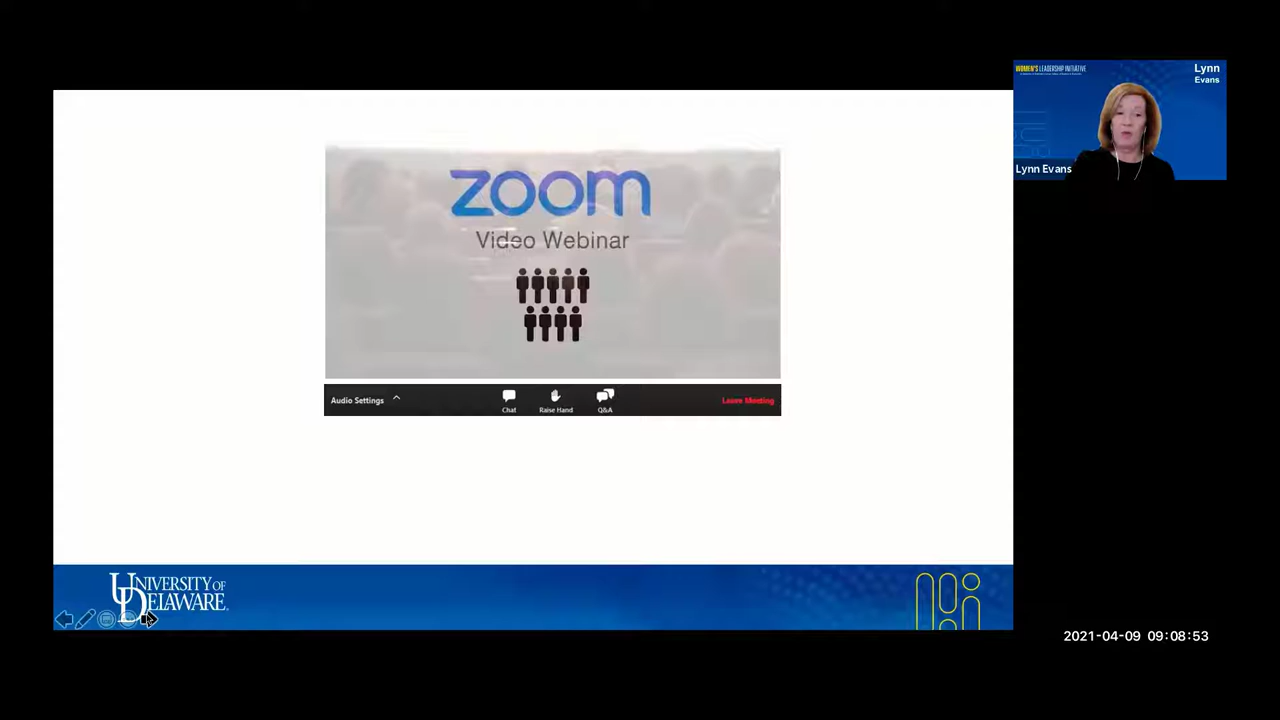 WOMEN'S LEADERSHIP INITIATIVE
Lynn
Evans
Lynn Evans
zoom
Video Webinar
Audio Settings
Chat
Raise Hand
Q&A
Leave Meeting
UNIVERSITY OF
DELAWARE.
2021-04-09 09:08:53